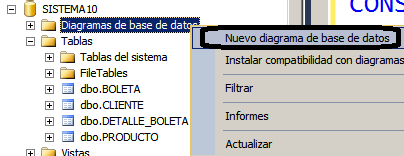 SISTEMA10
CONS
Diagramas de base de datos
Nuevo diagrama de base de datos
Tablas
Instalar compatibilidad con diagramas
Tablas del sistema
FileTables
Filtrar
dbo.BOLETA
dbo.CLIENTE
Informes
dbo.DETALLE_BOLETA
dbo.PRODUCTO
Actualizar
Vistas